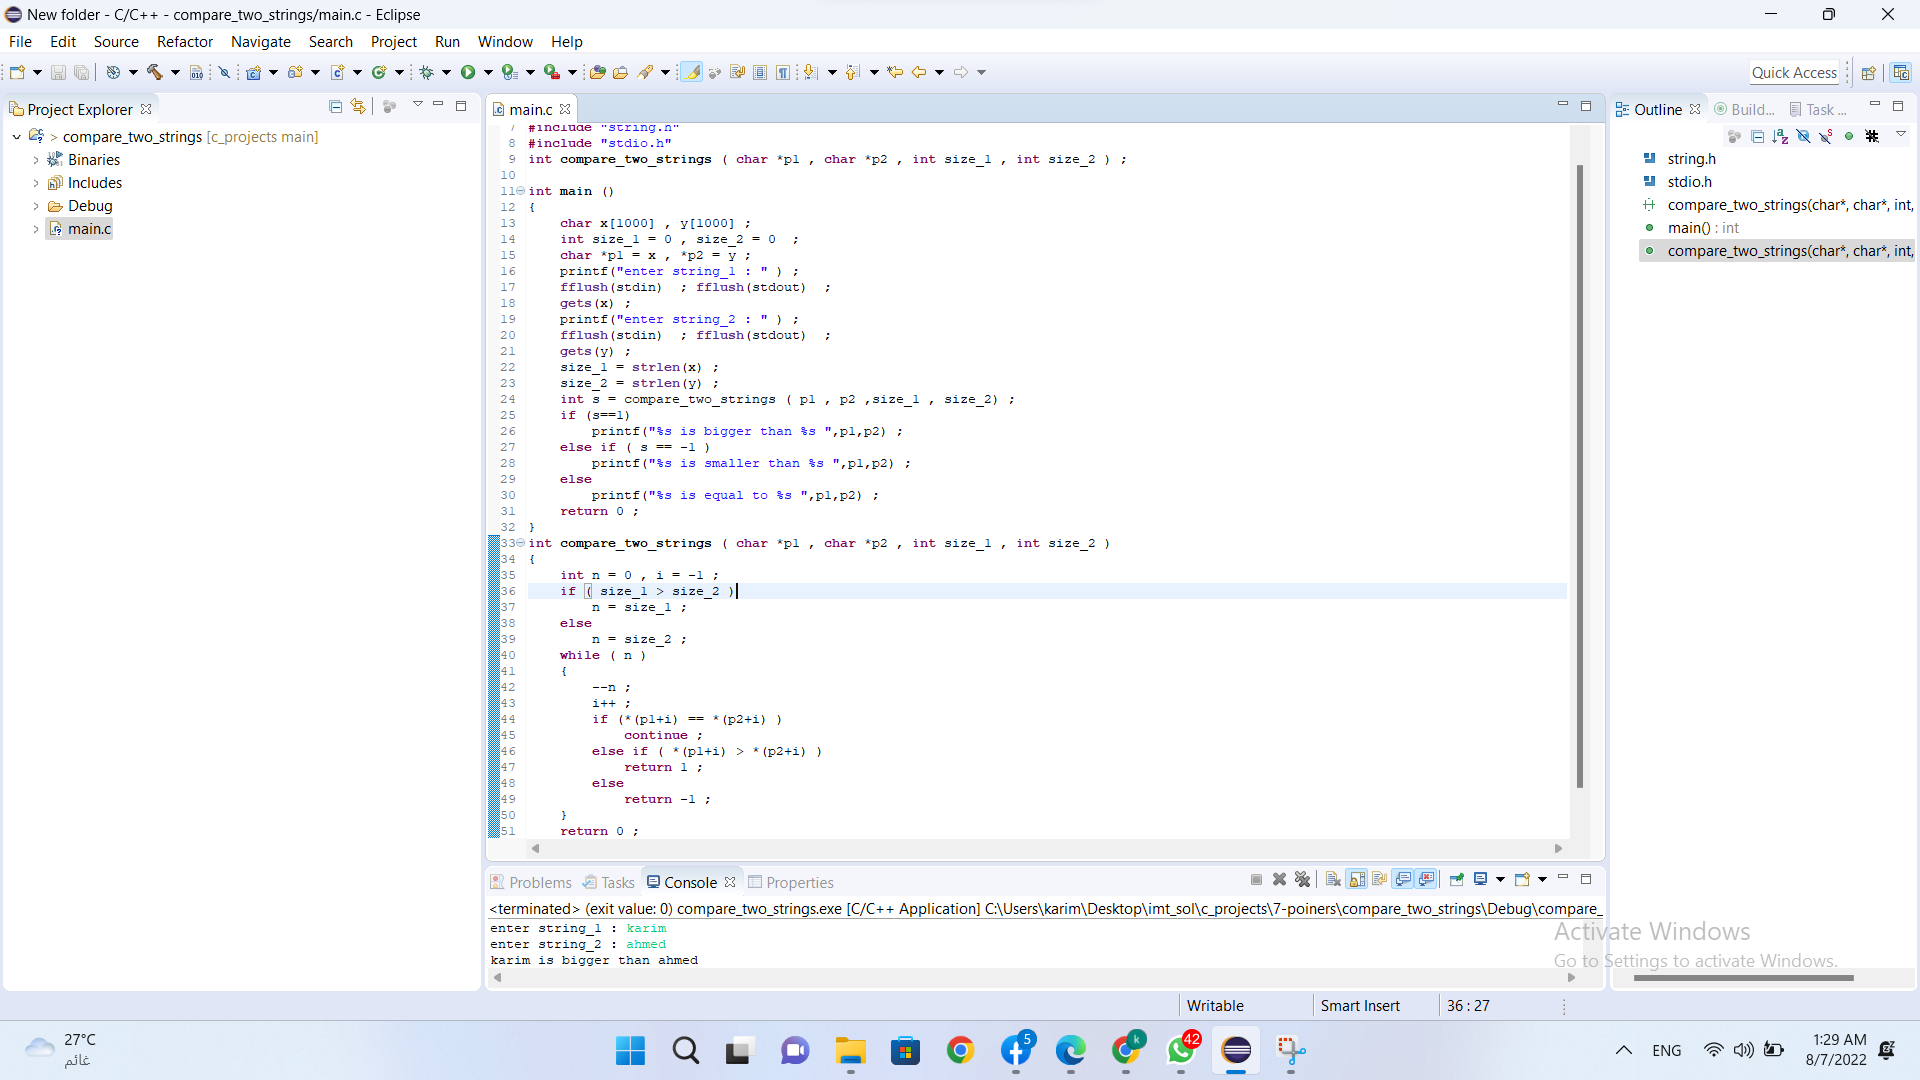 New folder - C/C++ - compare_two_strings/main.c - Eclipse
File Edit Source Refactor Navigate Search Project Run Window Help
Quick Access
Project Explorer
> compare_two_strings [c_projects main]
Binaries
Includes
Debug
main.c
main.c
7 #include "string.h"
8 #include "stdio.h"
9 int compare_two_strings ( char *p1 , char *p2 , int size_1 , int size_2 ) ;
10
11 int main ()
12 {
13 char x[1000] , y[1000] ;
14 int size_1 = 0 , size_2 = 0 ;
15 char *p1 = x , *p2 = y ;
16 printf("enter string_1 : " ) ;
17 fflush(stdin) ; fflush(stdout) ;
18 gets(x) ;
19 printf("enter string_2 : " ) ;
20 fflush(stdin) ; fflush(stdout) ;
21 gets(y) ;
22 size_1 = strlen(x) ;
23 size_2 = strlen(y) ;
24 int s = compare_two_strings ( p1 , p2 ,size_1 , size_2) ;
25 if (s==1)
26 printf("%s is bigger than %s ",p1,p2) ;
27 else if ( s == -1 )
28 printf("%s is smaller than %s ",p1,p2) ;
29 else
30 printf("%s is equal to %s ",p1,p2) ;
31 return 0 ;
32 }
33 int compare_two_strings ( char *p1 , char *p2 , int size_1 , int size_2 )
34 {
35 int n = 0 , i = -1 ;
36 if ( size_1 > size_2 )
37 n = size_1 ;
38 else
39 n = size_2 ;
40 while ( n )
41 {
42 --n ;
43 i++ ;
44 if (*(p1+i) == *(p2+i) )
45 continue ;
46 else if ( *(p1+i) > *(p2+i) )
47 return 1 ;
48 else
49 return -1 ;
50 }
51 return 0 ;
Outline Build... Task ...
string.h
stdio.h
compare_two_strings(char*, char*, int,
main() : int
compare_two_strings(char*, char*, int,
Problems Tasks Console Properties
<terminated> (exit value: 0) compare_two_strings.exe [C/C++ Application] C:\Users\karim\Desktop\imt_sol\c_projects\7-poiners\compare_two_strings\Debug\compare_
enter string_1 : karim
enter string_2 : ahmed
karim is bigger than ahmed
Activate Windows
Go to Settings to activate Windows.
Writable Smart Insert 36 : 27
27°C
غائم
5
k
42
ENG
1:29 AM
8/7/2022